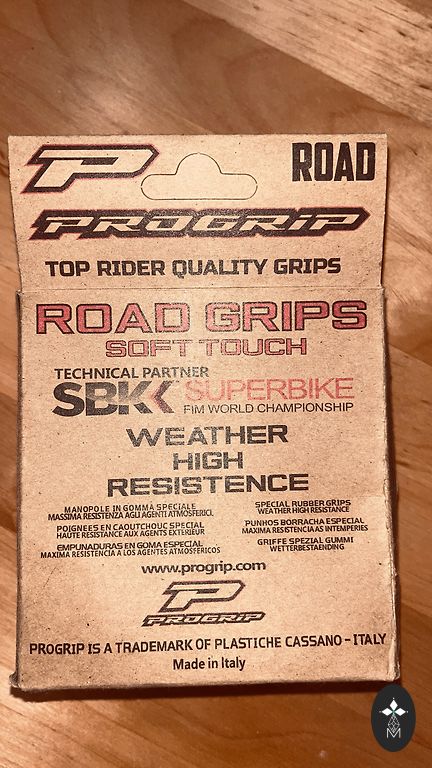 P ROAD
PROGRIP
TOP RIDER QUALITY GRIPS
ROAD GRIPS
SOFT TOUCH
TECHNICAL PARTNER
SBK SUPERBIKE
FIM WORLD CHAMPIONSHIP
WEATHER
HIGH
RESISTENCE
MANOPOLE IN GOMMA SPECIALE
MASSIMA RESISTENZA AGLI AGENTI ATMOSFERICI.
POIGNEES EN CAOUTCHOUC SPECIAL
HAUTE RESISTANCE AUX AGENTS EXTERIEUR
EMPUNADURAS EN GOMA ESPECIAL
MAXIMA RESISTENCIA A LOS AGENTES ATMOSFERICOS
SPECIAL RUBBER GRIPS
WEATHER HIGH RESISTANCE
PUNHOS BORRACHA ESPECIAL
MAXIMA RESISTENCIA AS INTEMPERIES
GRIFFE SPEZIAL GUMMI
WETTERBESTAENDING
www.progrip.com
P
PROGRIP
PROGRIP IS A TRADEMARK OF PLASTICHE CASSANO - ITALY
Made in Italy
M